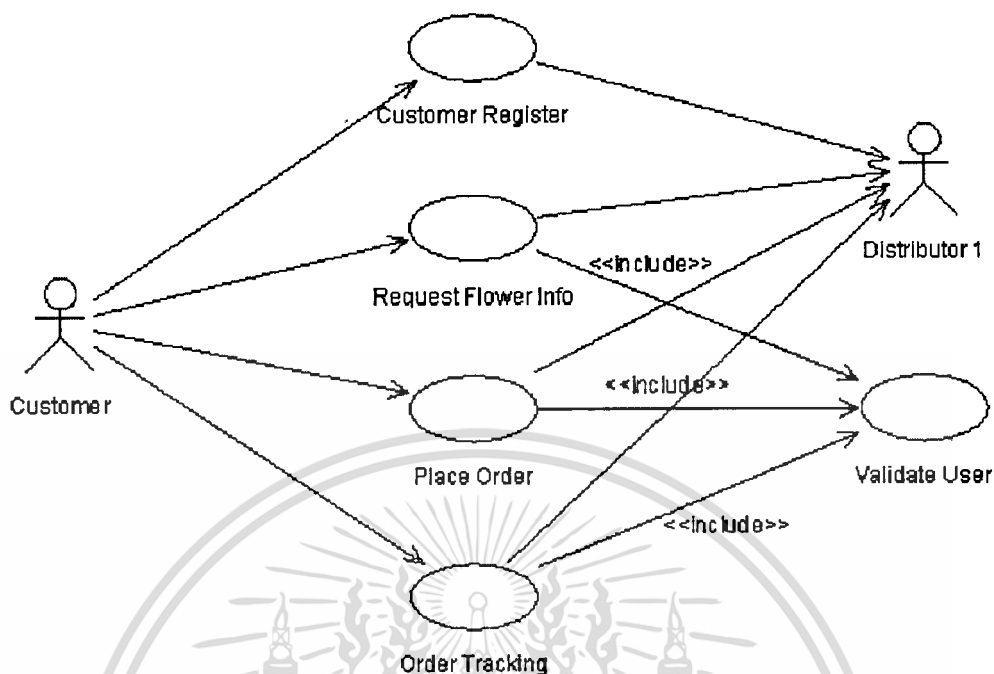 Customer Register
Distributor 1
<<include>>
Request Flower Info
Customer
<<include>>
Place Order
Validate User
<<include>>
Order Tracking